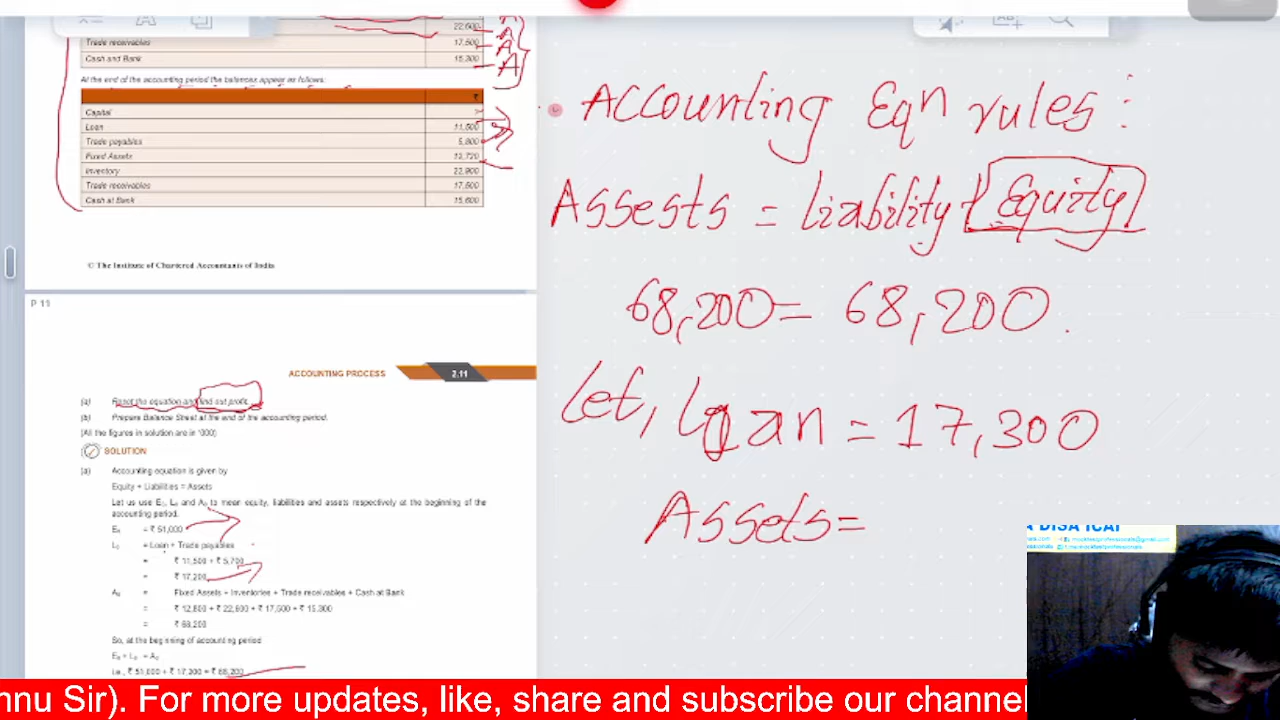 22,600
Trade receivables 17,500
Cash and Bank 15,300
At the end of the accounting period the balances appear as follows:
₹
Capital ?
Loan 11,500
Trade payables 5,800
Fixed Assets 12,720
Inventory 22,900
Trade receivables 17,500
Cash at Bank 15,600
© The Institute of Chartered Accountants of India
P 11
ACCOUNTING PROCESS 2.11
(a) Reset the equation and find out profit.
(b) Prepare Balance Sheet at the end of the accounting period.
(All the figures in solution are in '000)
SOLUTION
(a) Accounting equation is given by
Equity + Liabilities = Assets
Let us use E₀, L₀ and A₀ to mean equity, liabilities and assets respectively at the beginning of the
accounting period.
E₀ = ₹ 51,000
L₀ = Loan + Trade payables
= ₹ 11,500 + ₹ 5,700
= ₹ 17,200
A₀ = Fixed Assets + Inventories + Trade receivables + Cash at Bank
= ₹ 12,800 + ₹ 22,600 + ₹ 17,500 + ₹ 15,300
= ₹ 68,200
So, at the beginning of accounting period
E₀ + L₀ = A₀
i.e., ₹ 51,000 + ₹ 17,200 = ₹ 68,200
A
A
A
Accounting Eqn rules :
Assests = Liability + Equity
68,200 = 68,200.
Let, Loan = 17,300
Assets =
A DISA ICAI
nnu Sir). For more updates, like, share and subscribe our channel